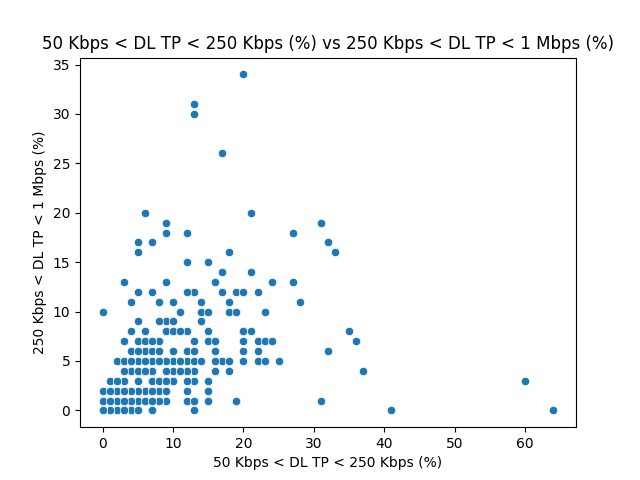 50 Kbps < DL TP < 250 Kbps (%) vs 250 Kbps < DL TP < 1 Mbps (%)
35
30
25
20
15
10
5
0
250 Kbps < DL TP < 1 Mbps (%)
0 10 20 30 40 50 60
50 Kbps < DL TP < 250 Kbps (%)